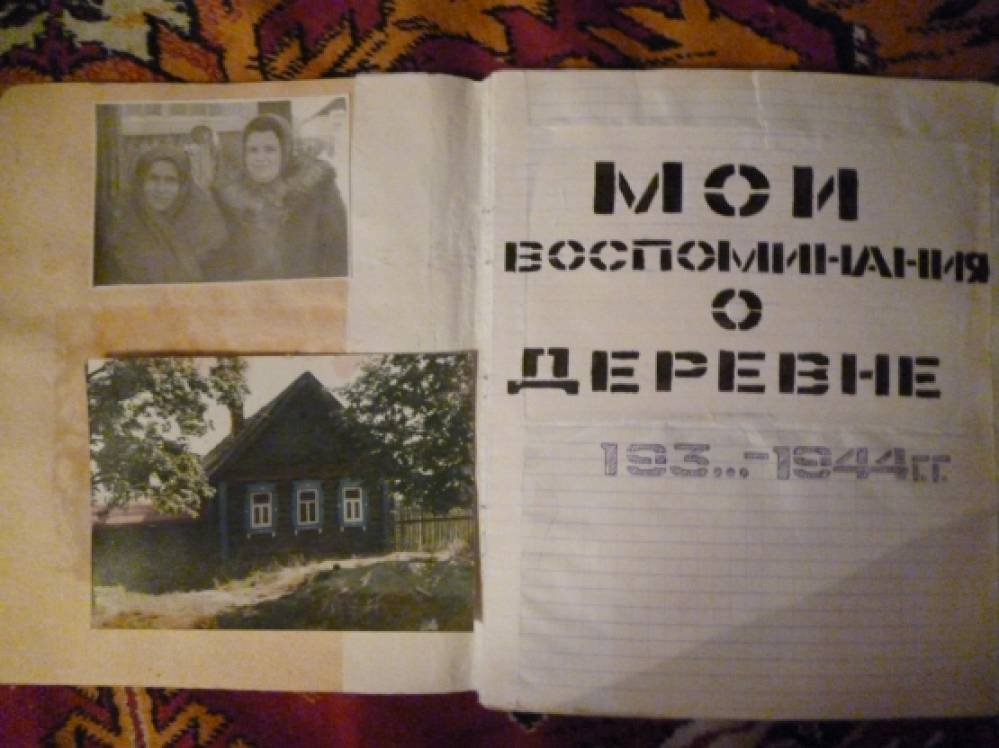 МОИ
ВОСПОМИНАНИЯ
О
ДЕРЕВНЕ
193...-1944г.г.